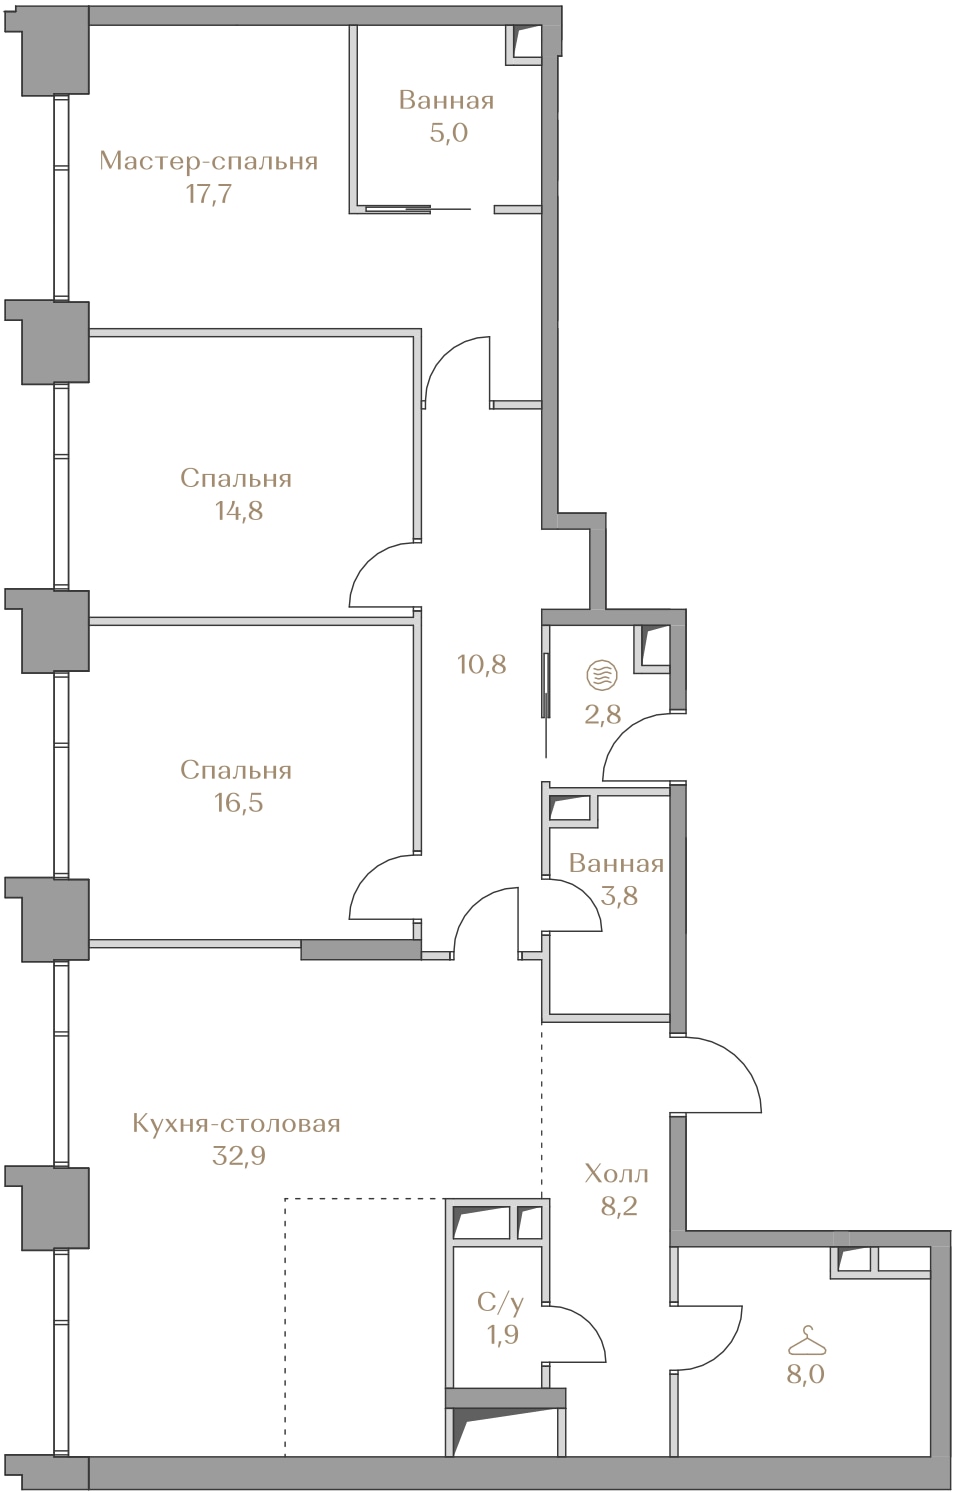 Ванная
5,0
Мастер-спальня
17,7
Спальня
14,8
10,8
2,8
Спальня
16,5
Ванная
3,8
Кухня-столовая
32,9
Холл
8,2
С/у
1,9
8,0